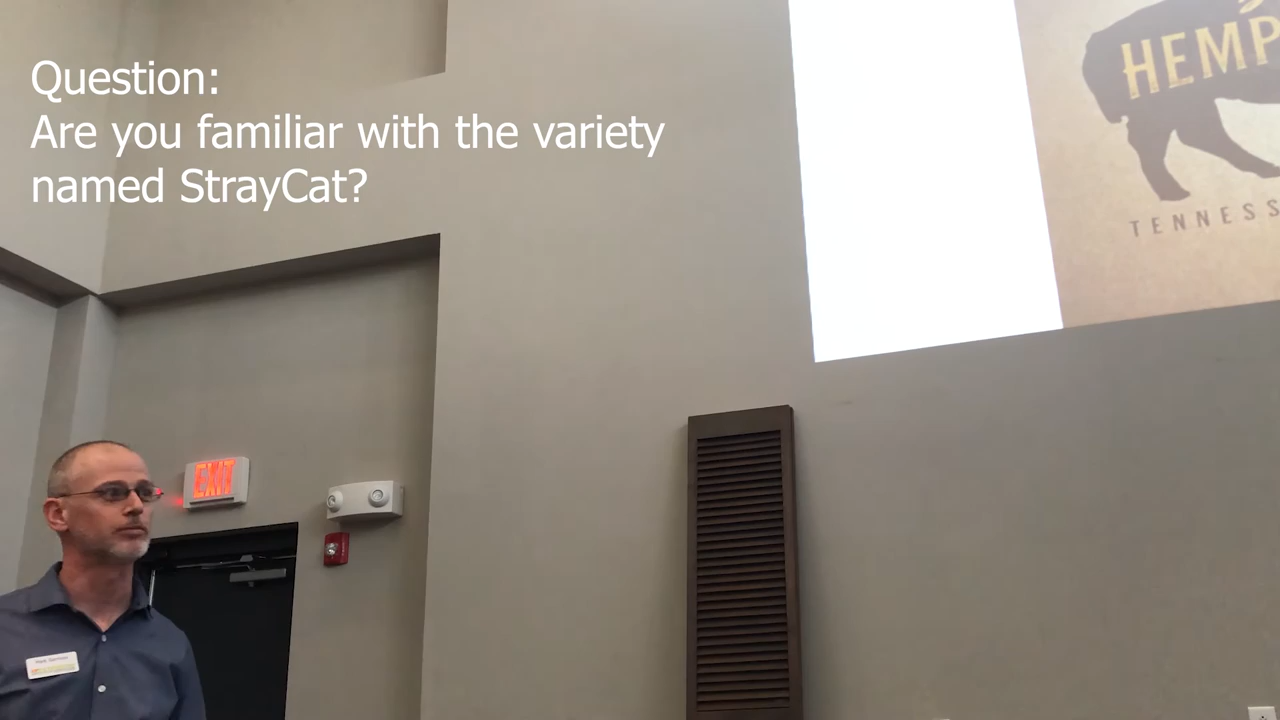 Question:
Are you familiar with the variety
named StrayCat?
HEMP
TENNESS
EXIT